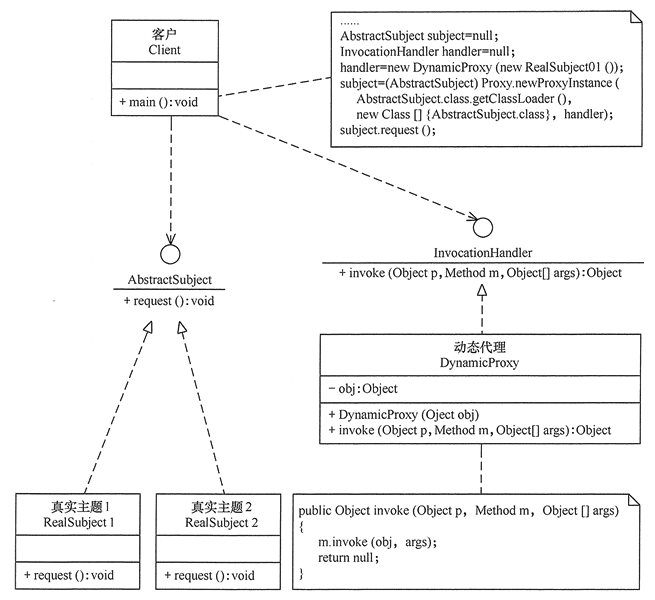 客户
Client
+ main ():void
......
AbstractSubject subject=null;
InvocationHandler handler=null;
handler=new DynamicProxy (new RealSubject01 ());
subject=(AbstractSubject) Proxy.newProxyInstance (
AbstractSubject.class.getClassLoader (),
new Class [] {AbstractSubject.class}, handler);
subject.request ();
AbstractSubject
+ request ():void
InvocationHandler
+ invoke (Object p,Method m,Object[] args):Object
动态代理
DynamicProxy
- obj:Object
+ DynamicProxy (Oject obj)
+ invoke (Object p,Method m,Object[] args):Object
真实主题1
RealSubject 1
+ request ():void
真实主题2
RealSubject 2
+ request ():void
public Object invoke (Object p, Method m, Object [] args)
{
m.invoke (obj, args);
return null;
}